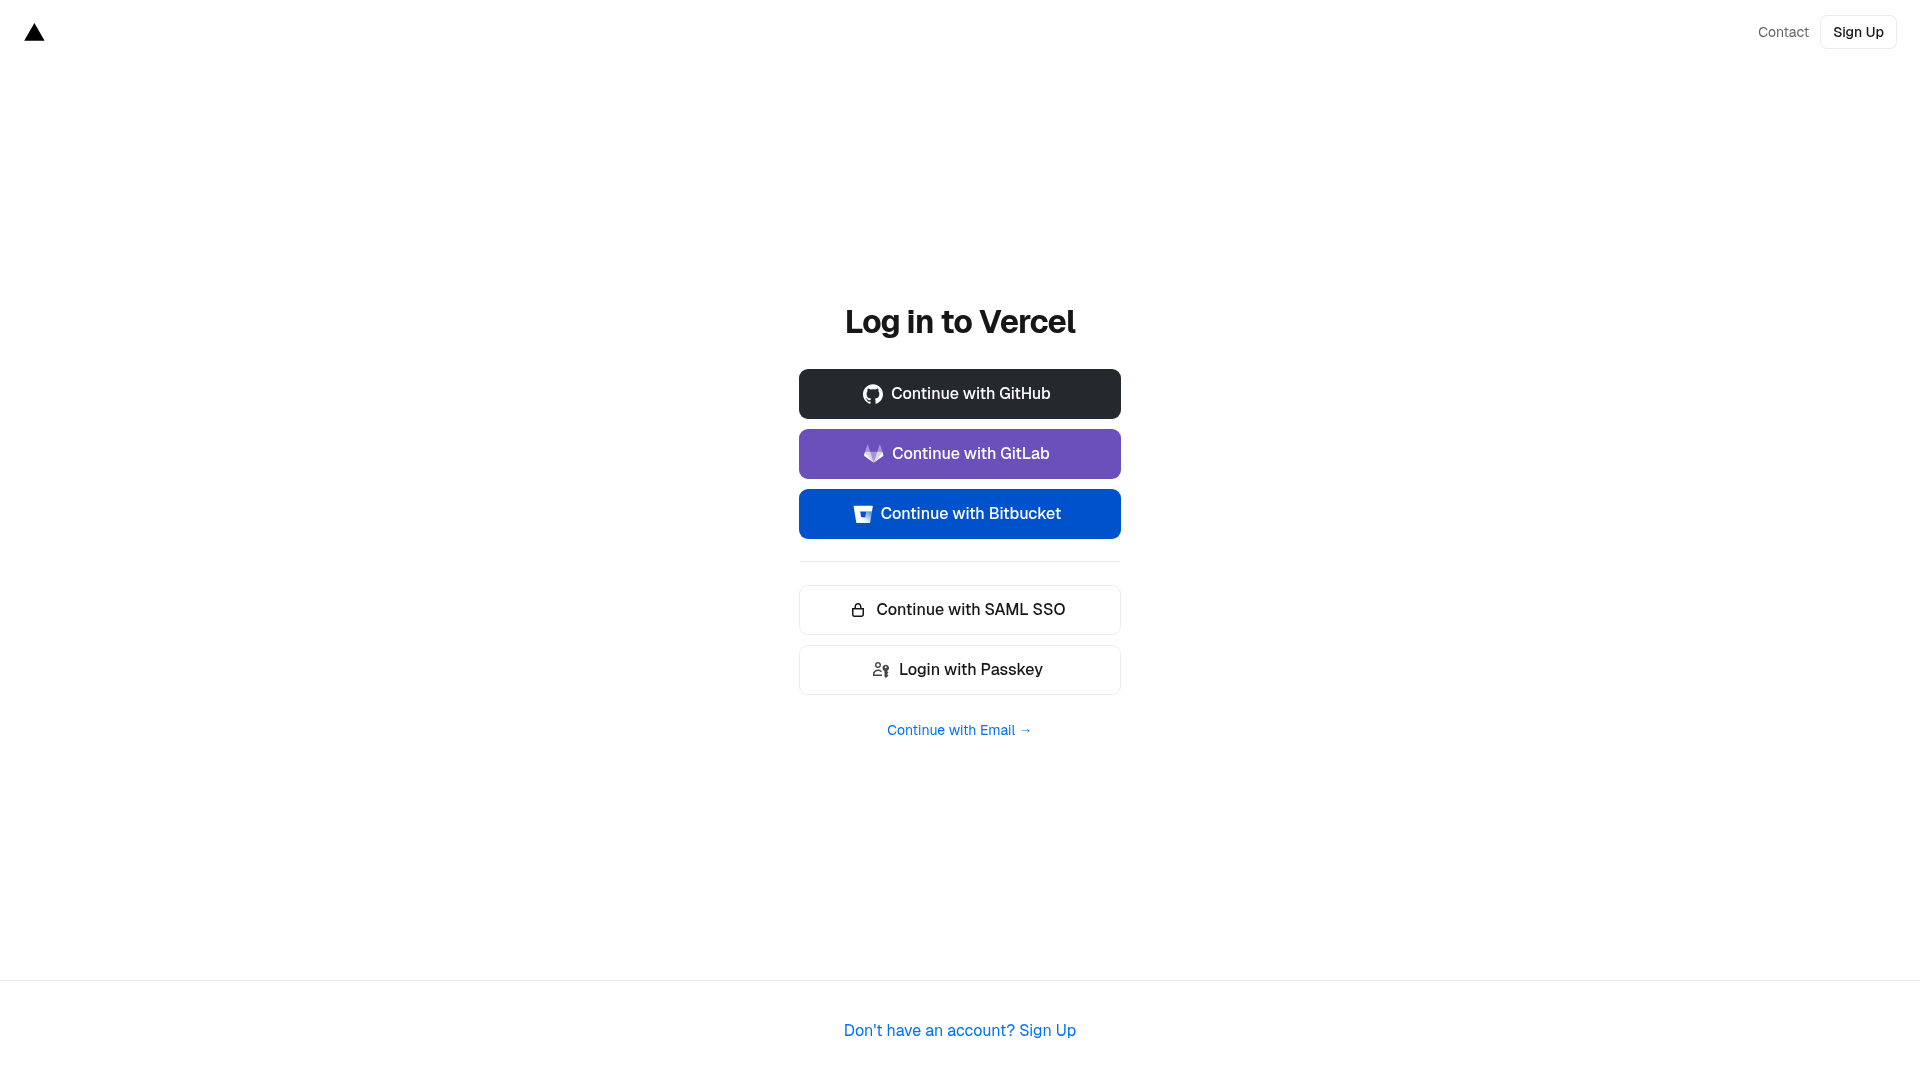 Contact
Sign Up
Log in to Vercel
Continue with GitHub
Continue with GitLab
Continue with Bitbucket
Continue with SAML SSO
Login with Passkey
Continue with Email →
Don't have an account? Sign Up